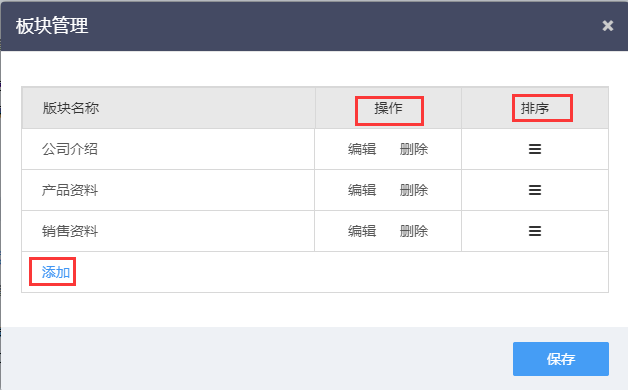 板块管理 ×
版块名称 操作 排序
公司介绍 编辑 删除
产品资料 编辑 删除
销售资料 编辑 删除
添加
保存